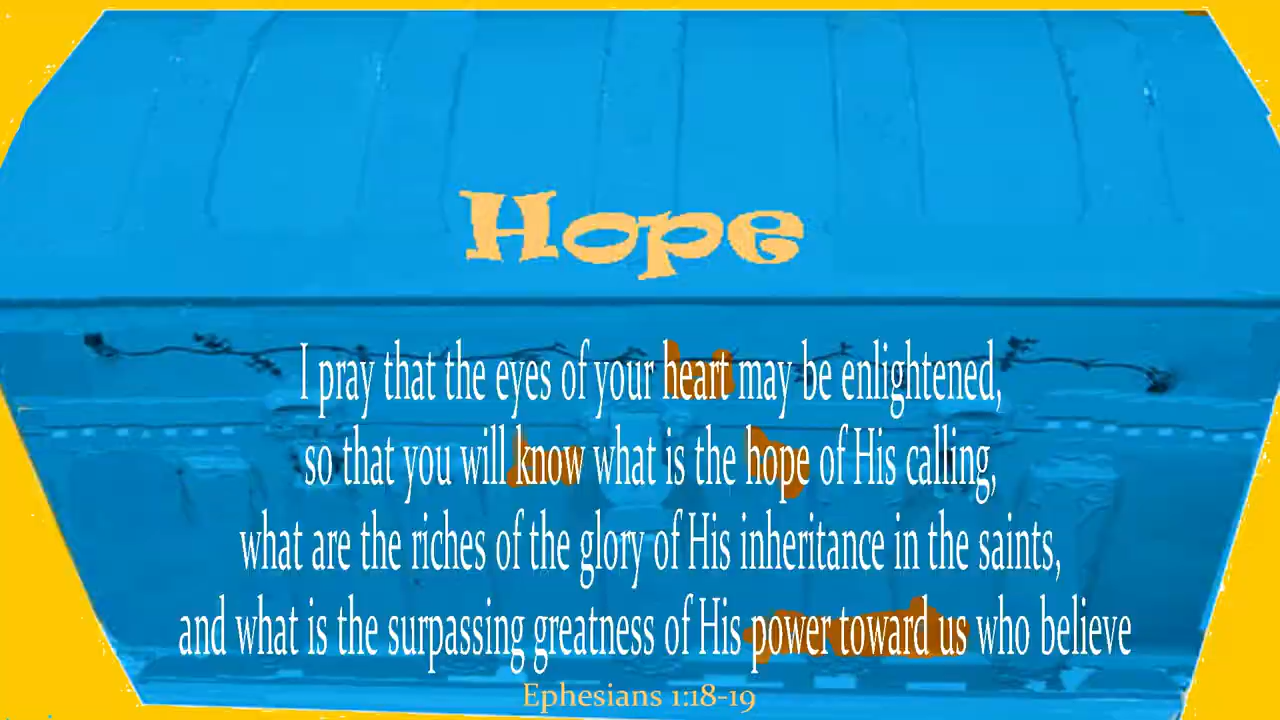 Hope
I pray that the eyes of your heart may be enlightened,
so that you will know what is the hope of His calling,
what are the riches of the glory of His inheritance in the saints,
and what is the surpassing greatness of His power toward us who believe
Ephesians 1:18-19